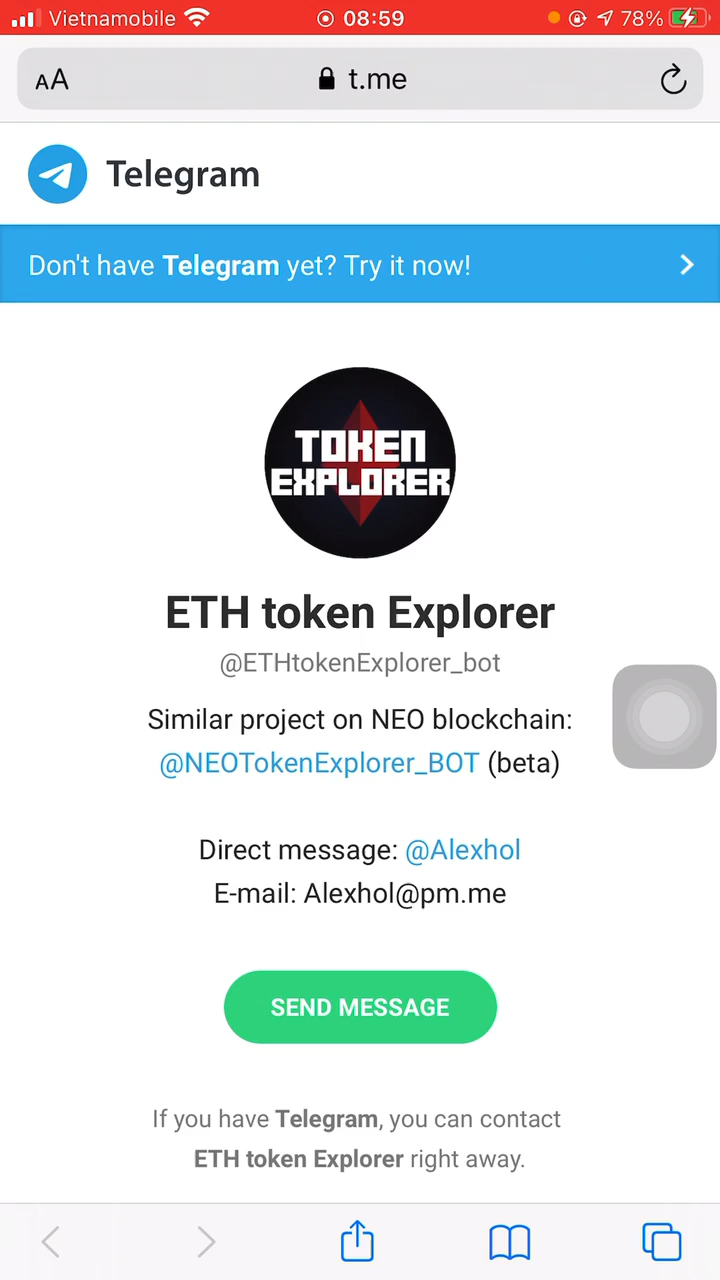 Vietnamobile 08:59 78%
AA t.me
Telegram
Don't have Telegram yet? Try it now!
TOKEN
EXPLORER
ETH token Explorer
@ETHtokenExplorer_bot
Similar project on NEO blockchain:
@NEOTokenExplorer_BOT (beta)
Direct message: @Alexhol
E-mail: Alexhol@pm.me
SEND MESSAGE
If you have Telegram, you can contact
ETH token Explorer right away.